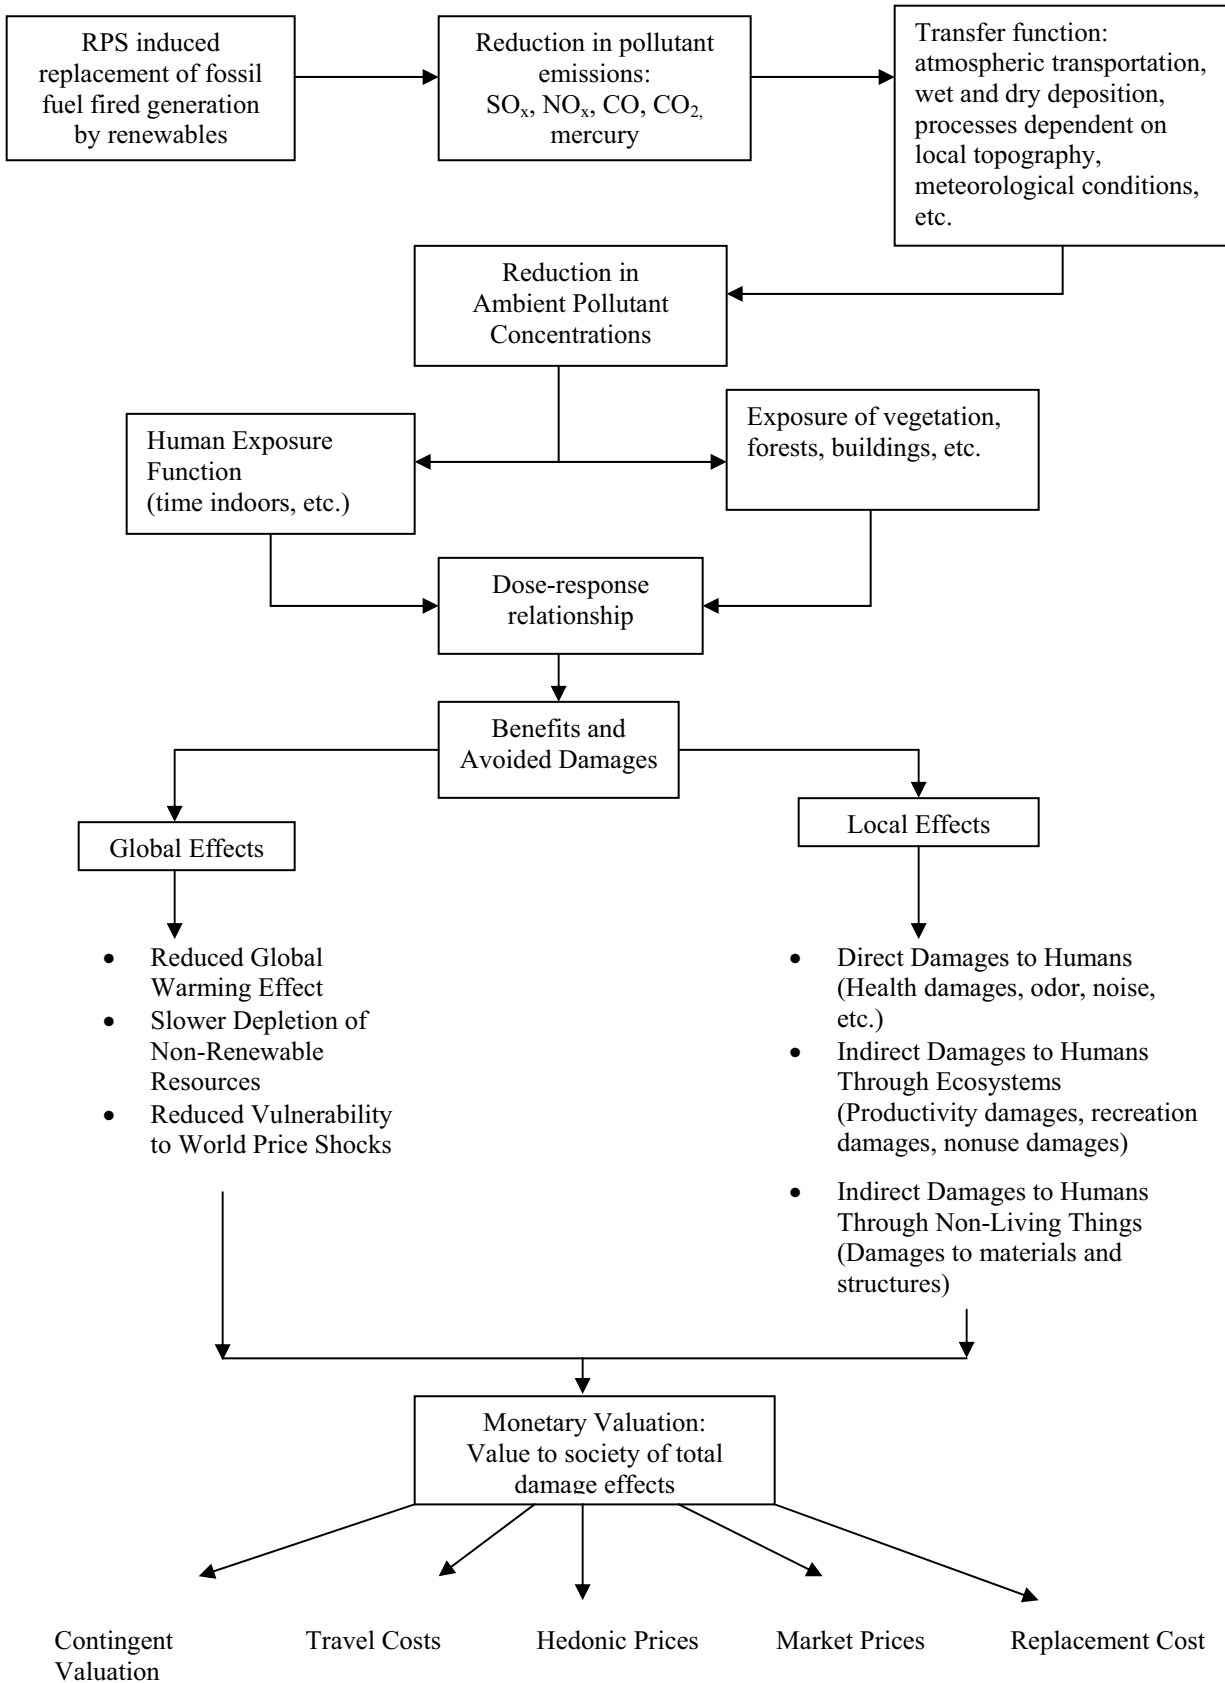 RPS induced
replacement of fossil
fuel fired generation
by renewables
Reduction in pollutant
emissions:
SOx, NOx, CO, CO2,
mercury
Transfer function:
atmospheric transportation,
wet and dry deposition,
processes dependent on
local topography,
meteorological conditions,
etc.
Reduction in
Ambient Pollutant
Concentrations
Human Exposure
Function
(time indoors, etc.)
Exposure of vegetation,
forests, buildings, etc.
Dose-response
relationship
Benefits and
Avoided Damages
Global Effects
Local Effects
• Reduced Global
Warming Effect
• Slower Depletion of
Non-Renewable
Resources
• Reduced Vulnerability
to World Price Shocks
• Direct Damages to Humans
(Health damages, odor, noise,
etc.)
• Indirect Damages to Humans
Through Ecosystems
(Productivity damages, recreation
damages, nonuse damages)
• Indirect Damages to Humans
Through Non-Living Things
(Damages to materials and
structures)
Monetary Valuation:
Value to society of total
damage effects
Contingent
Valuation
Travel Costs
Hedonic Prices
Market Prices
Replacement Cost